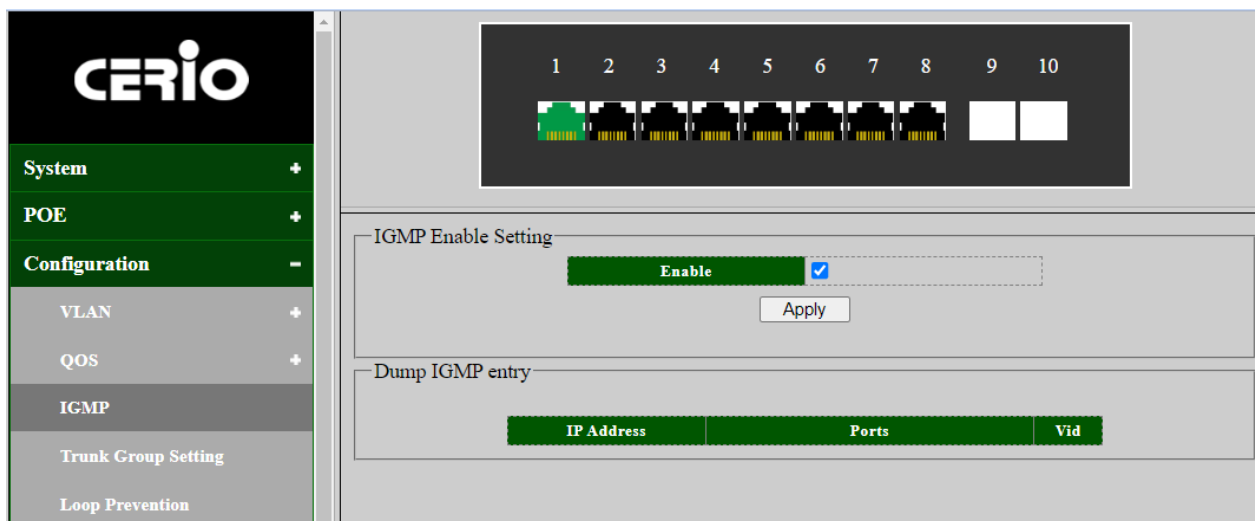 CERIO
System
POE
Configuration
VLAN
QOS
IGMP
Trunk Group Setting
Loop Prevention
1 2 3 4 5 6 7 8 9 10
IGMP Enable Setting
Enable
Apply
Dump IGMP entry
IP Address Ports Vid